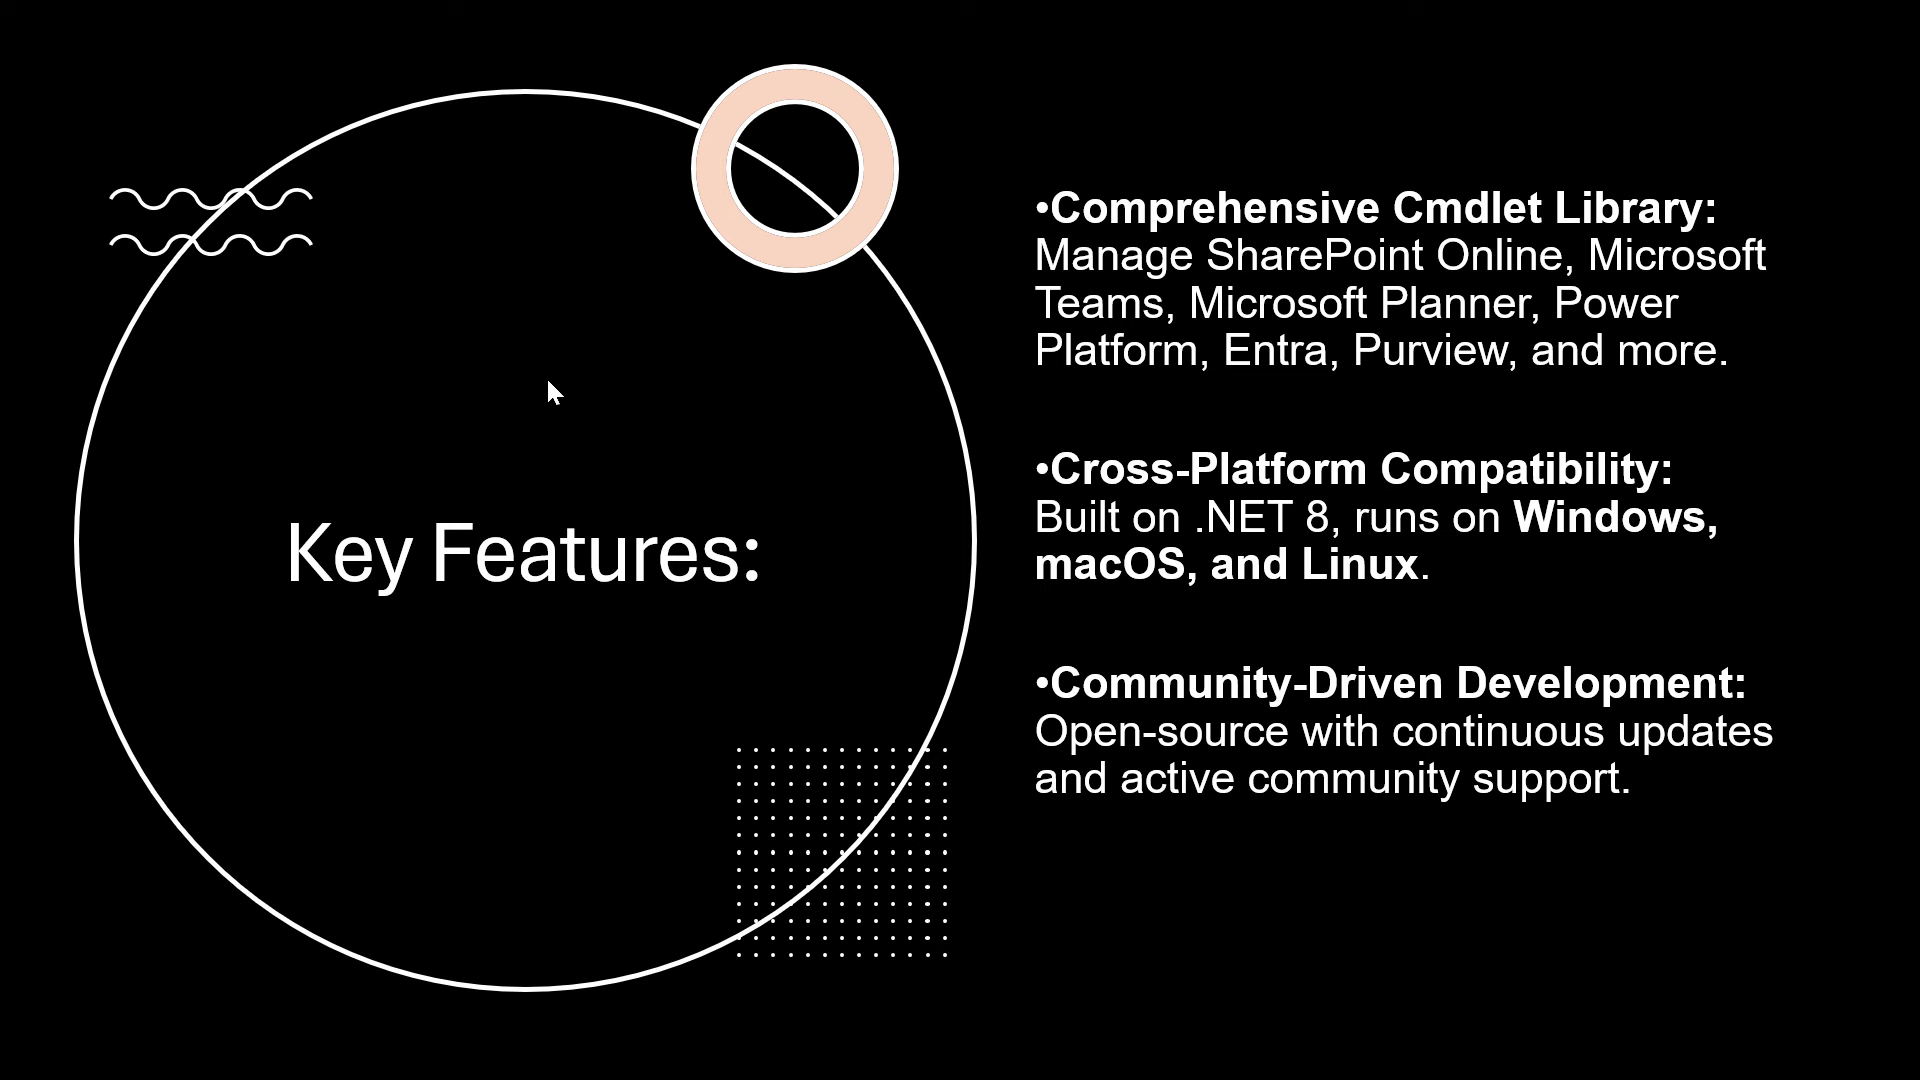 Key Features:
•Comprehensive Cmdlet Library:
Manage SharePoint Online, Microsoft
Teams, Microsoft Planner, Power
Platform, Entra, Purview, and more.
•Cross-Platform Compatibility:
Built on .NET 8, runs on Windows,
macOS, and Linux.
•Community-Driven Development:
Open-source with continuous updates
and active community support.